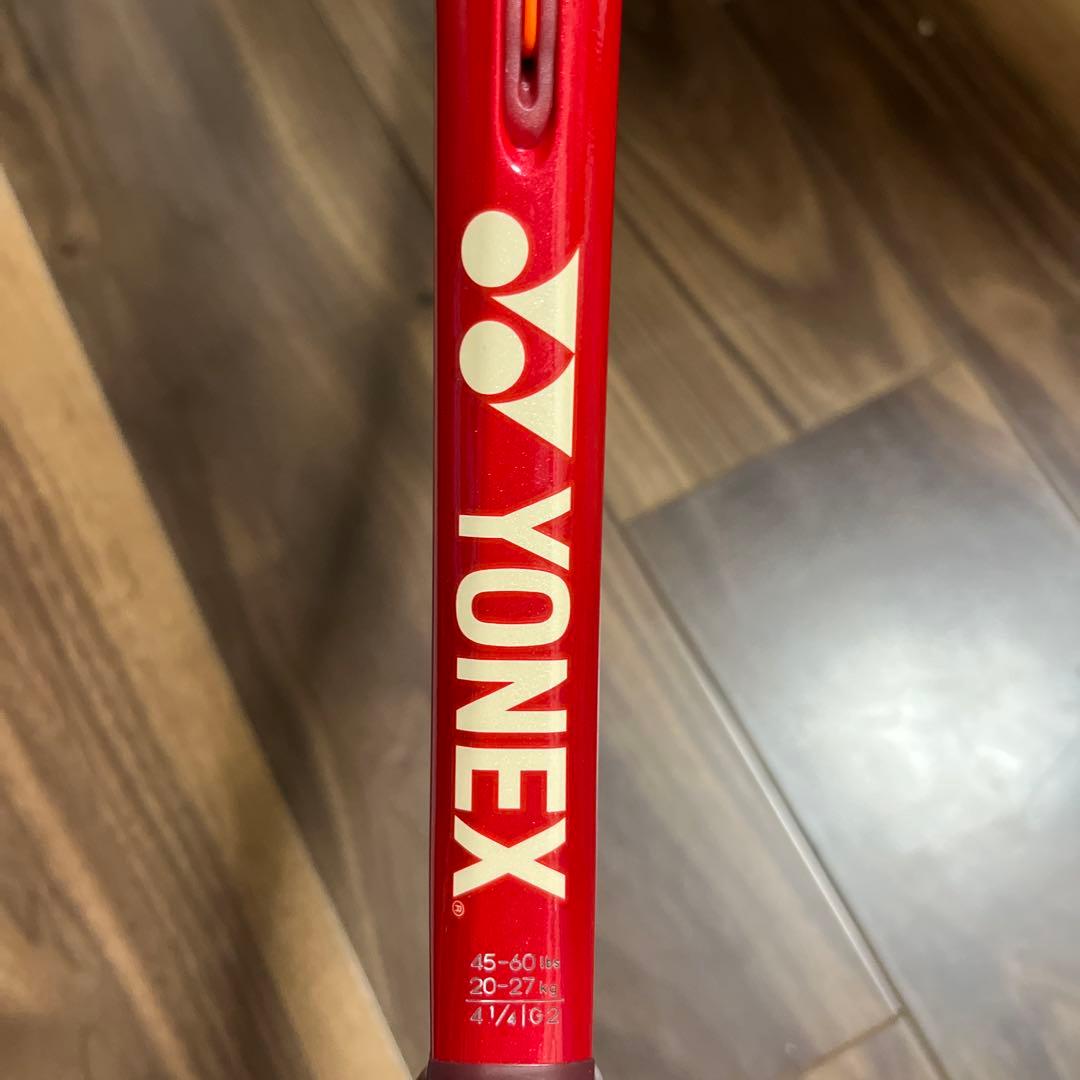 YONEX
®
45-60 lbs
20-27 kg
4 1/4 | G2